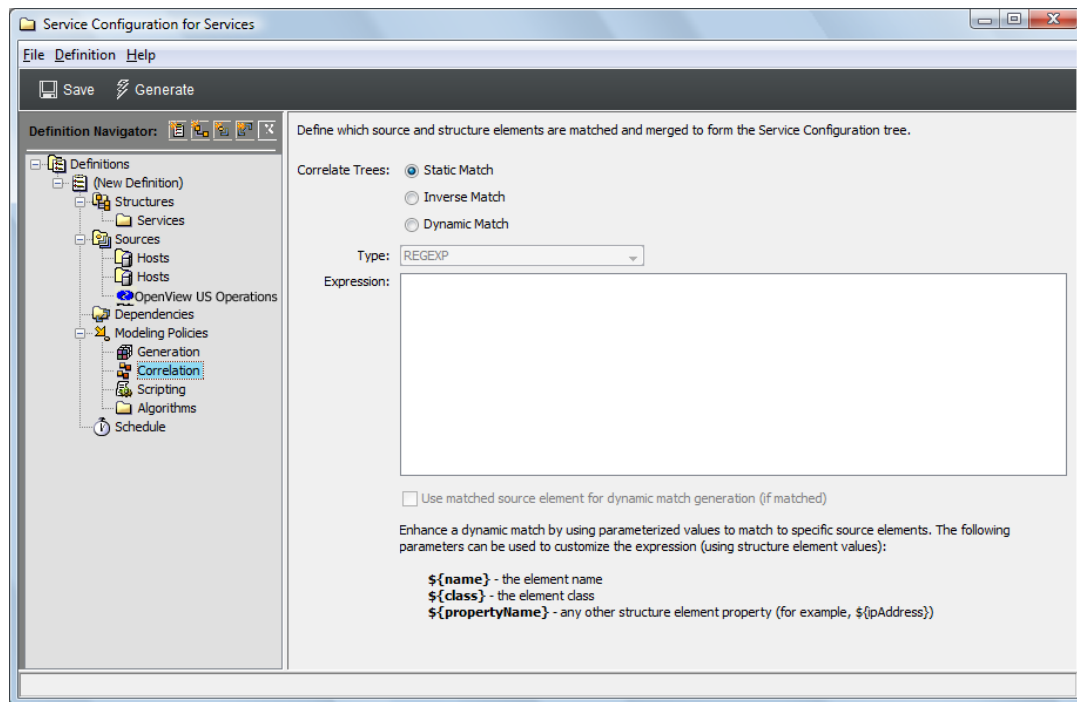 Service Configuration for Services
File Definition Help
Save Generate
Definition Navigator:
Definitions
(New Definition)
Structures
Services
Sources
Hosts
Hosts
OpenView US Operations
Dependencies
Modeling Policies
Generation
Correlation
Scripting
Algorithms
Schedule
Define which source and structure elements are matched and merged to form the Service Configuration tree.
Correlate Trees: Static Match
Inverse Match
Dynamic Match
Type: REGEXP
Expression:
Use matched source element for dynamic match generation (if matched)
Enhance a dynamic match by using parameterized values to match to specific source elements. The following
parameters can be used to customize the expression (using structure element values):
${name} - the element name
${class} - the element class
${propertyName} - any other structure element property (for example, ${ipAddress})